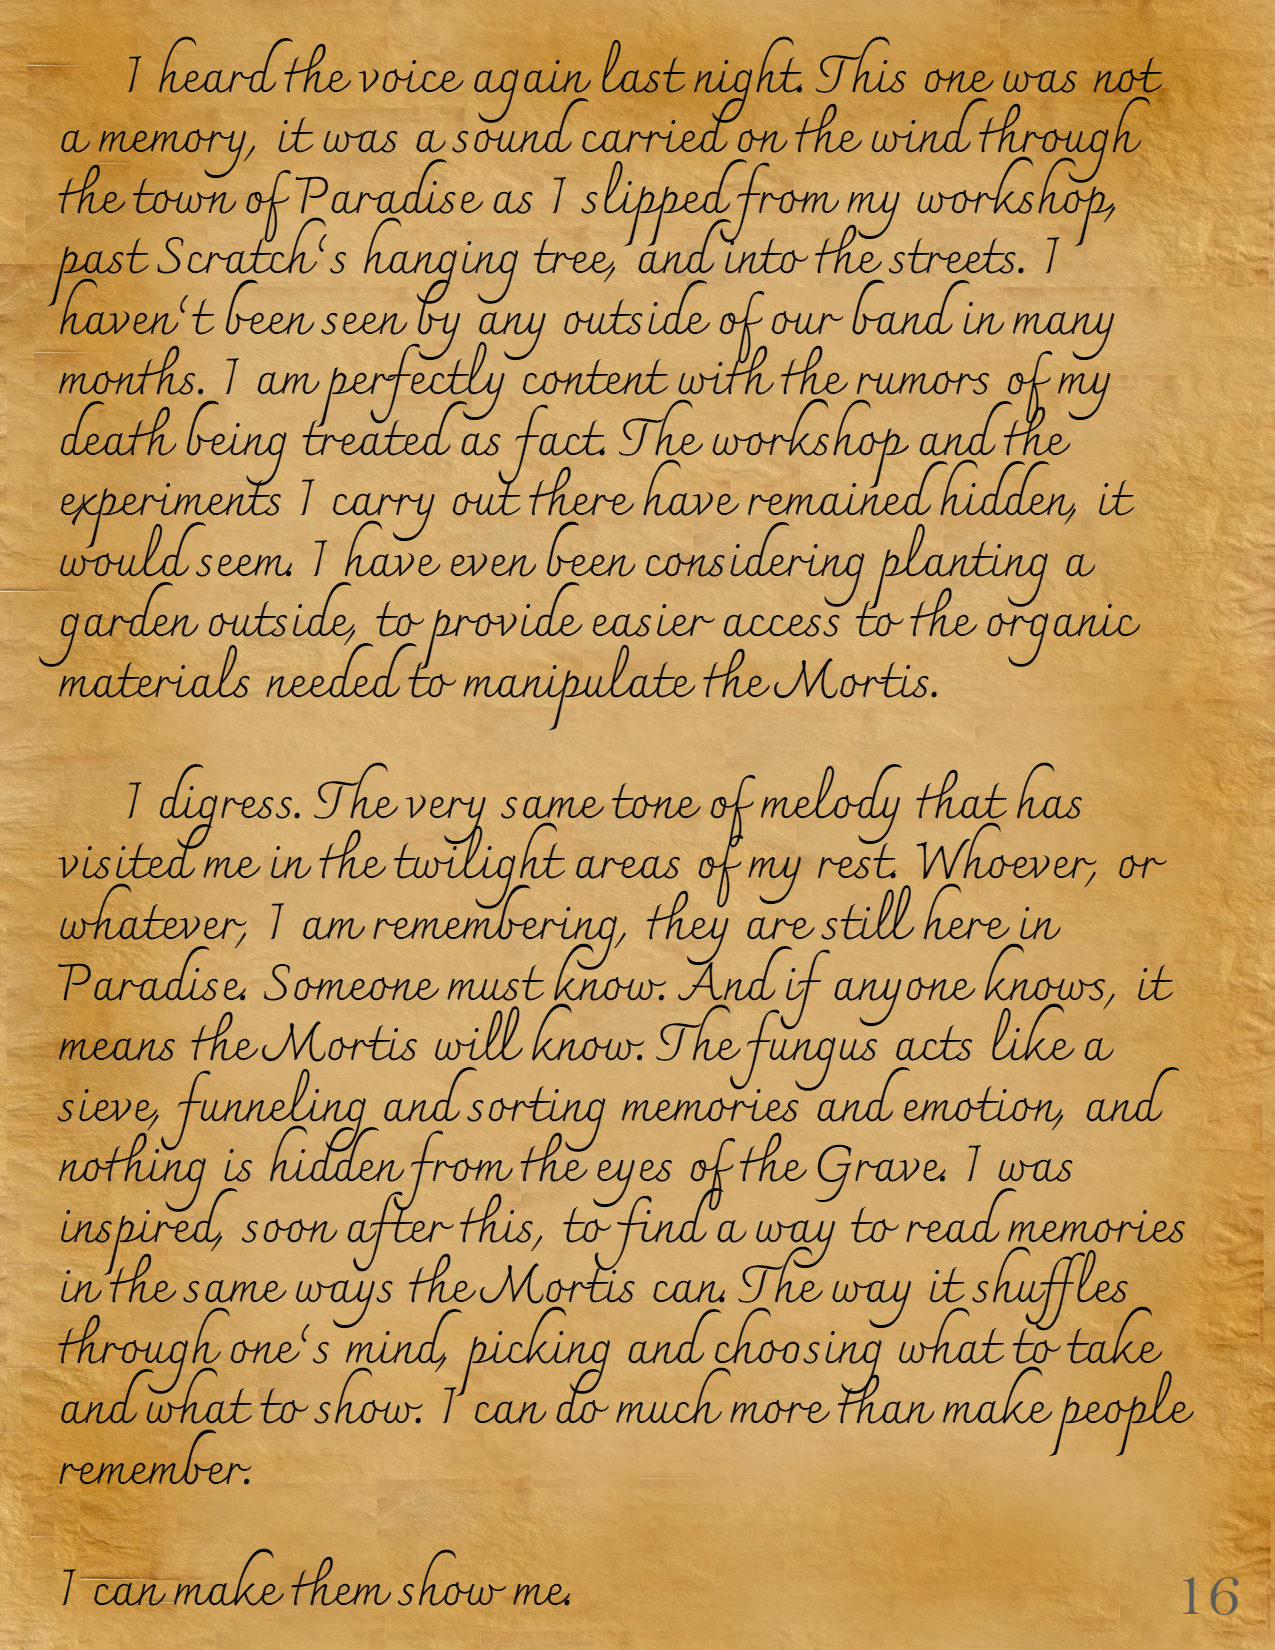 I heard the voice again last night. This one was not
a memory, it was a sound carried on the wind through
the town of Paradise as I slipped from my workshop,
past Scratch's hanging tree, and into the streets. I
haven't been seen by any outside of our band in many
months. I am perfectly content with the rumors of my
death being treated as fact. The workshop and the
experiments I carry out there have remained hidden, it
would seem. I have even been considering planting a
garden outside, to provide easier access to the organic
materials needed to manipulate the Mortis.
I digress. The very same tone of melody that has
visited me in the twilight areas of my rest. Whoever, or
whatever, I am remembering, they are still here in
Paradise. Someone must know. And if anyone knows, it
means the Mortis will know. The fungus acts like a
sieve, funneling and sorting memories and emotion, and
nothing is hidden from the eyes of the Grave. I was
inspired, soon after this, to find a way to read memories
in the same ways the Mortis can. The way it shuffles
through one's mind, picking and choosing what to take
and what to show. I can do much more than make people
remember.
I can make them show me.
16